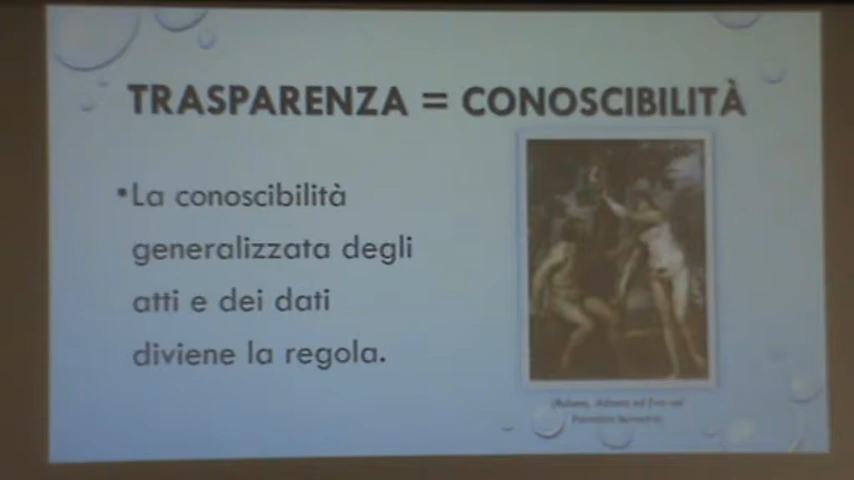 TRASPARENZA = CONOSCIBILITÀ
•La conoscibilità
generalizzata degli
atti e dei dati
diviene la regola.